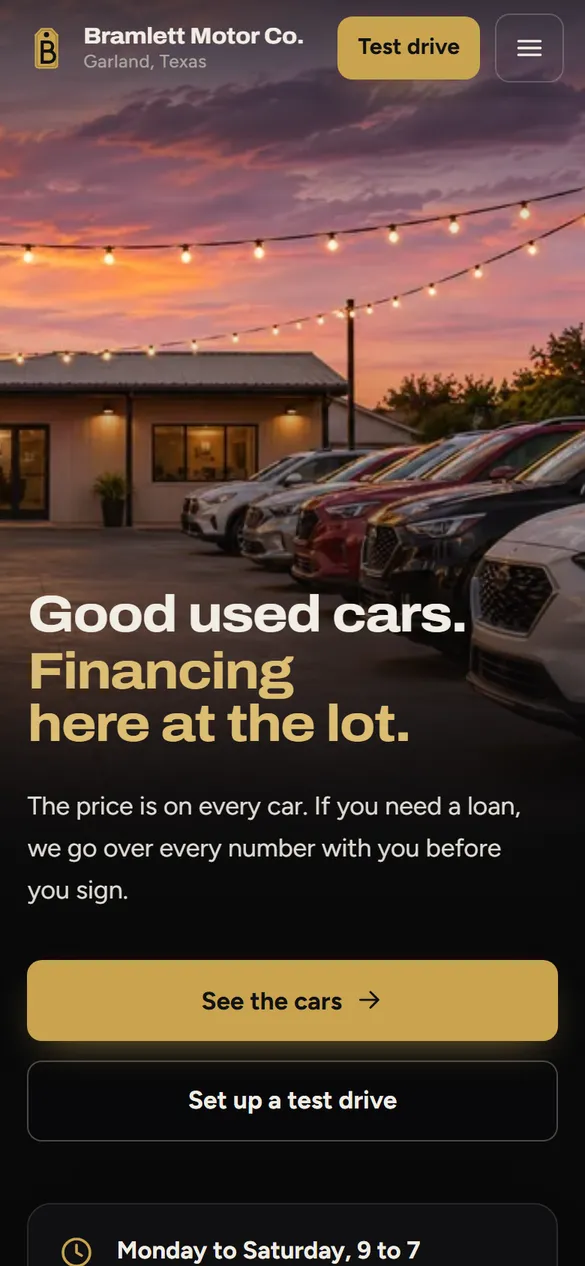 B
Bramlett Motor Co.
Garland, Texas
Test drive
Good used cars.
Financing
here at the lot.
The price is on every car. If you need a loan,
we go over every number with you before
you sign.
See the cars →
Set up a test drive
Monday to Saturday, 9 to 7